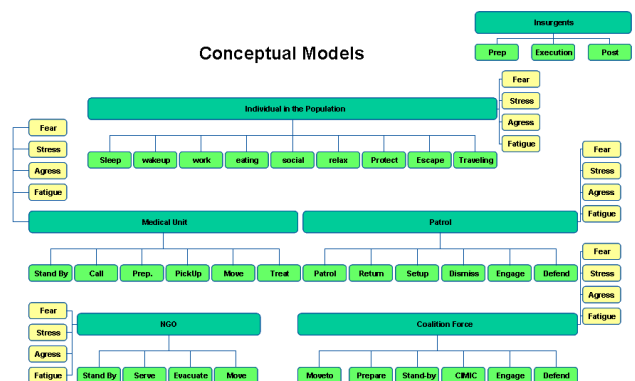 Insurgents
Prep Execution Post
Conceptual Models
Fear
Stress
Agress
Fatigue
Individual in the Population
Sleep wakeup work eating social relax Protect Escape Traveling
Fear
Stress
Agress
Fatigue
Fear
Stress
Agress
Fatigue
Medical Unit
Stand By Call Prep. PickUp Move Treat
Patrol
Patrol Return Setup Dismiss Engage Defend
Fear
Stress
Agress
Fatigue
Fear
Stress
Agress
Fatigue
NGO
Stand By Serve Evacuate Move
Coalition Force
Moveto Prepare Stand-by CIMIC Engage Defend